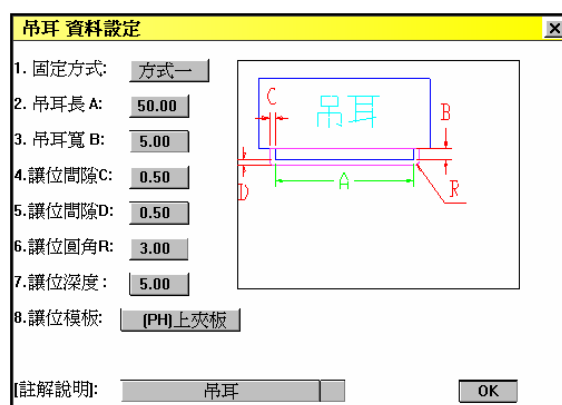 吊耳 資料設定
1. 固定方式: 方式一
2. 吊耳長 A: 50.00
3. 吊耳寬 B: 5.00
4.讓位間隙C: 0.50
5.讓位間隙D: 0.50
6.讓位圓角R: 3.00
7.讓位深度: 5.00
8.讓位模板: (PH)上夾板
C
吊耳
B
D
A
R
[註解說明]: 吊耳
OK